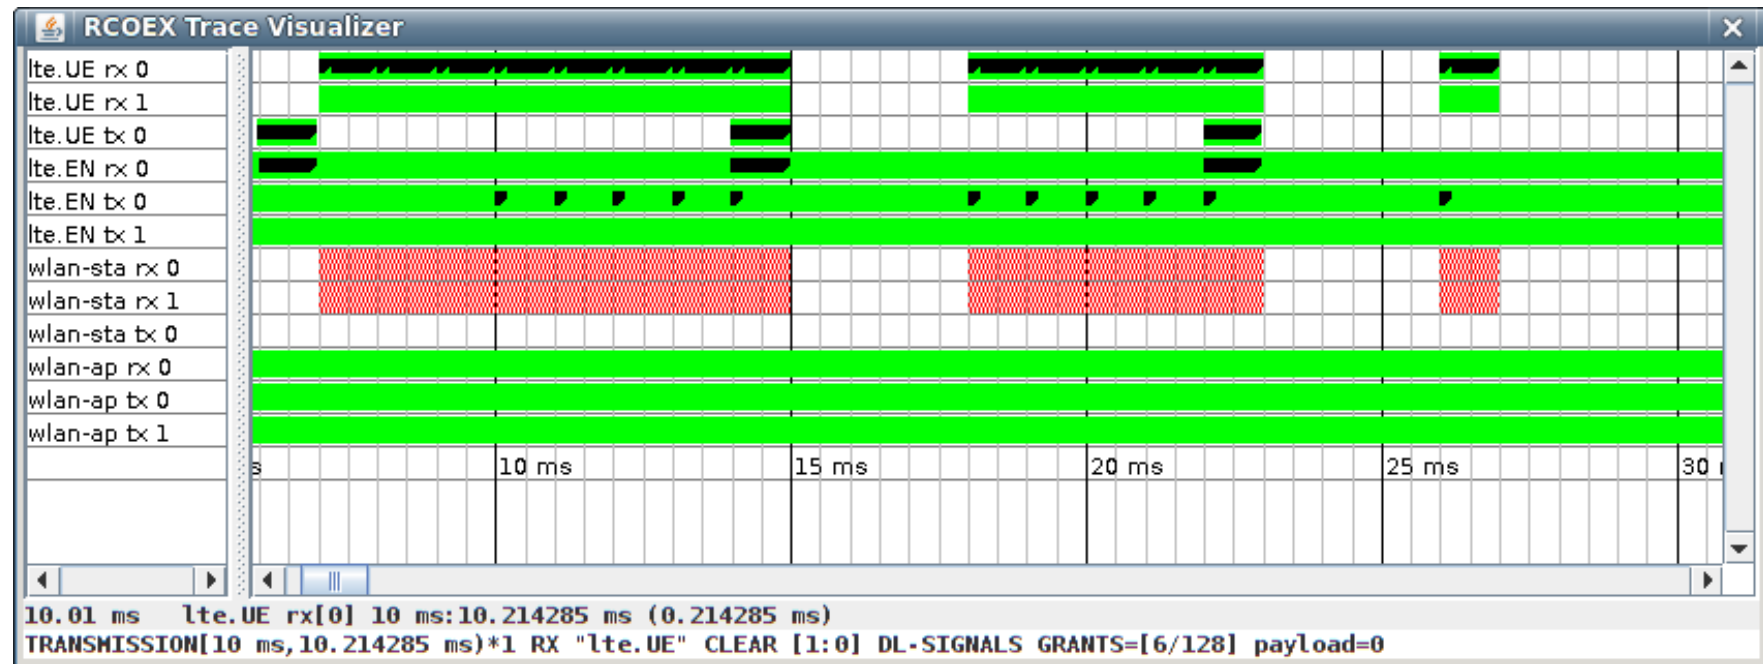 RCOEX Trace Visualizer
lte.UE rx 0
lte.UE rx 1
lte.UE tx 0
lte.EN rx 0
lte.EN tx 0
lte.EN tx 1
wlan-sta rx 0
wlan-sta rx 1
wlan-sta tx 0
wlan-ap rx 0
wlan-ap tx 0
wlan-ap tx 1
s 10 ms 15 ms 20 ms 25 ms 30
10.01 ms lte.UE rx[0] 10 ms:10.214285 ms (0.214285 ms)
TRANSMISSION[10 ms,10.214285 ms)*1 RX "lte.UE" CLEAR [1:0] DL-SIGNALS GRANTS=[6/128] payload=0